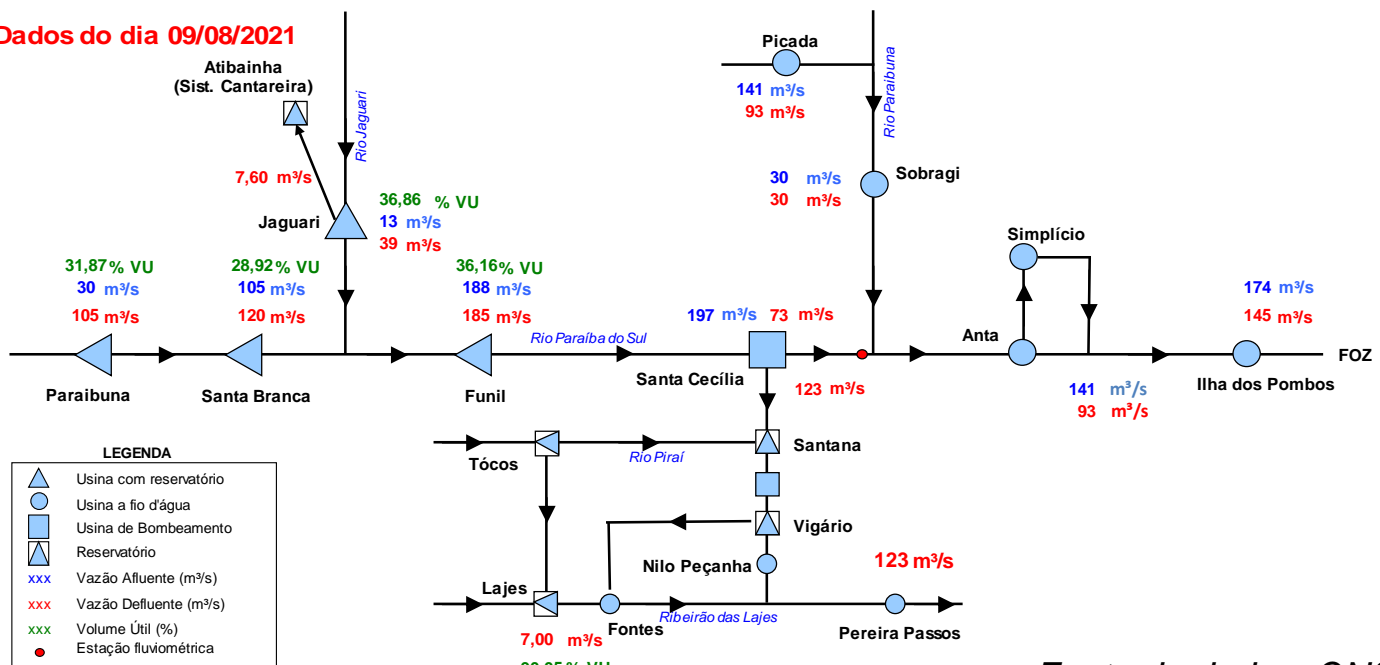 Dados do dia 09/08/2021
Atibainha
(Sist. Cantareira)
Rio Jaguari
7,60 m³/s
Jaguari
36,86 % VU
13 m³/s
39 m³/s
Picada
141 m³/s
93 m³/s
Rio Paraibuna
30 m³/s
30 m³/s
Sobragi
31,87% VU
30 m³/s
105 m³/s
Paraibuna
28,92% VU
105 m³/s
120 m³/s
Santa Branca
36,16% VU
188 m³/s
185 m³/s
Funil
Rio Paraíba do Sul
197 m³/s 73 m³/s
Santa Cecília
123 m³/s
Simplício
Anta
141 m³/s
93 m³/s
174 m³/s
145 m³/s
Ilha dos Pombos
FOZ
Tócos
Rio Piraí
Santana
Vigário
Nilo Peçanha
123 m³/s
Lajes
Fontes
Ribeirão das Lajes
Pereira Passos
7,00 m³/s
LEGENDA
Usina com reservatório
Usina a fio d'água
Usina de Bombeamento
Reservatório
xxx Vazão Afluente (m³/s)
xxx Vazão Defluente (m³/s)
xxx Volume Útil (%)
Estação fluviométrica